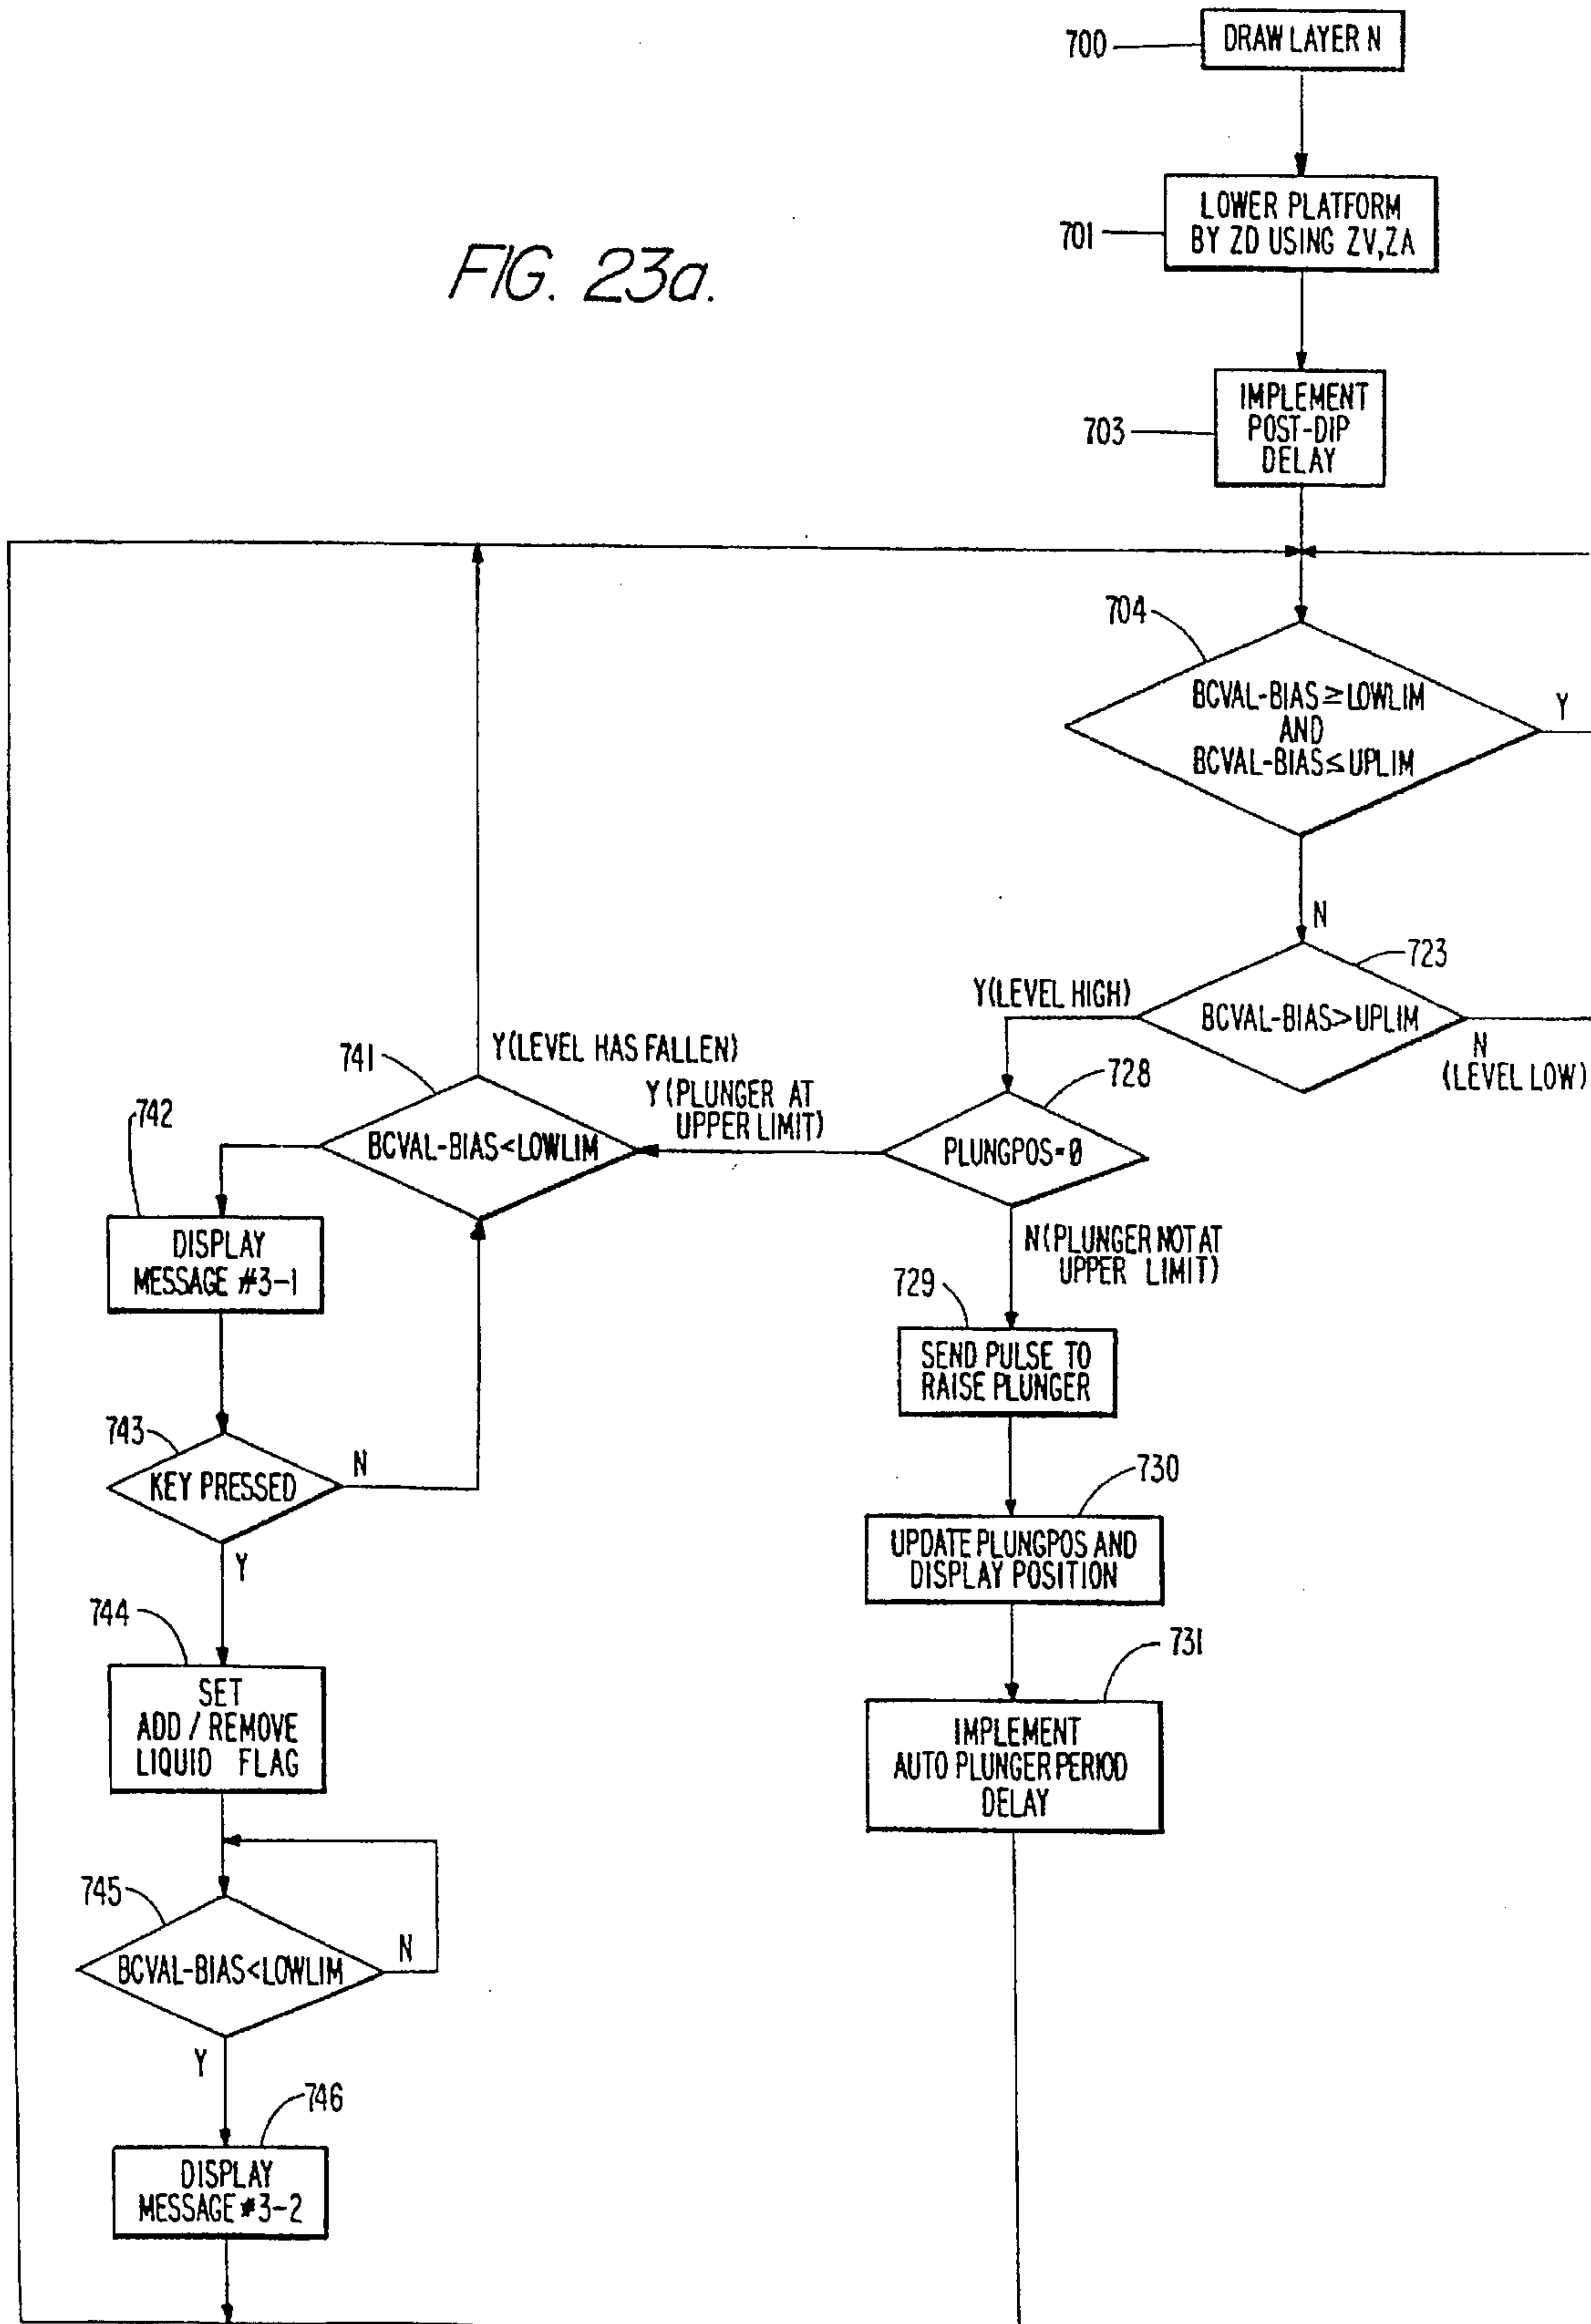 700
DRAW LAYER N
701
LOWER PLATFORM
BY ZD USING ZV,ZA
FIG. 23a.
703
IMPLEMENT
POST-DIP
DELAY
704
BCVAL-BIAS ≥ LOWLIM
AND
BCVAL-BIAS ≤ UPLIM
Y
N
723
Y(LEVEL HIGH)
BCVAL-BIAS > UPLIM
N
(LEVEL LOW)
741
Y(LEVEL HAS FALLEN)
728
Y(PLUNGER AT
UPPER LIMIT)
742
BCVAL-BIAS<LOWLIM
PLUNGPOS=0
DISPLAY
MESSAGE #3-1
N(PLUNGER NOT AT
UPPER LIMIT)
729
SEND PULSE TO
RAISE PLUNGER
743
KEY PRESSED
N
Y
730
UPDATE PLUNGPOS AND
DISPLAY POSITION
744
SET
ADD / REMOVE
LIQUID FLAG
731
IMPLEMENT
AUTO PLUNGER PERIOD
DELAY
745
BCVAL-BIAS<LOWLIM
N
Y
746
DISPLAY
MESSAGE #3-2